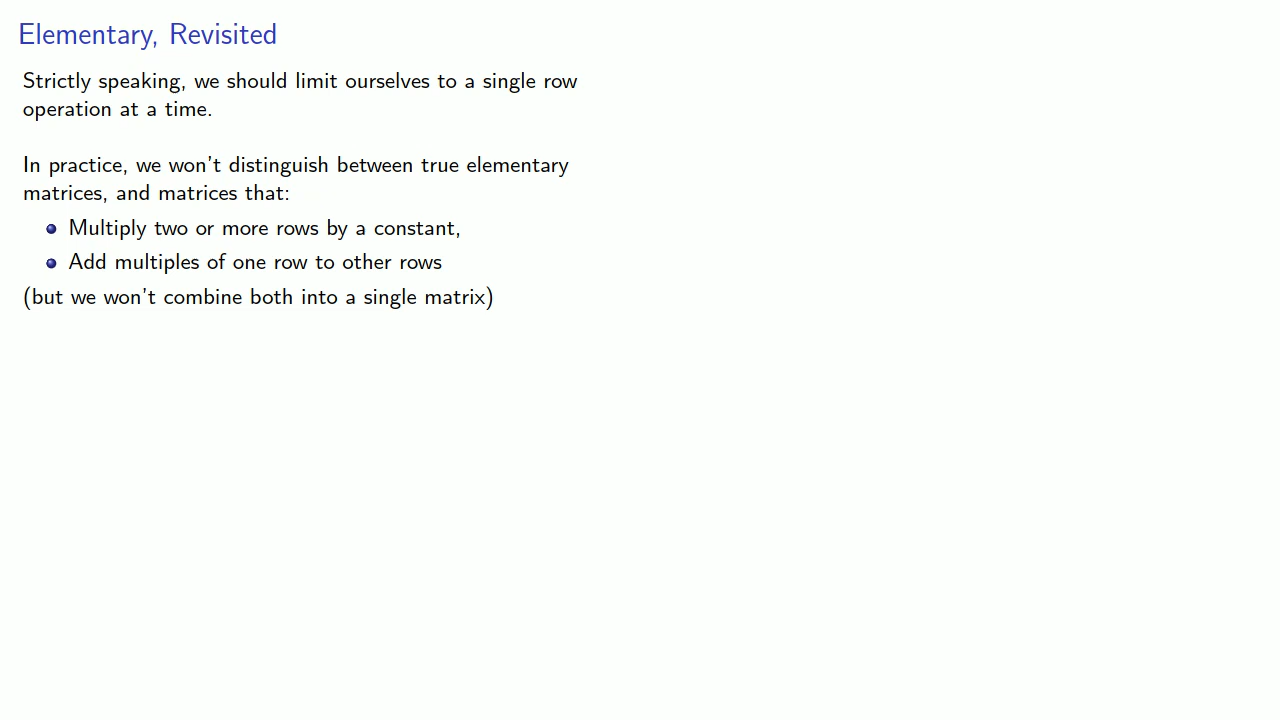 Elementary, Revisited
Strictly speaking, we should limit ourselves to a single row
operation at a time.
In practice, we won't distinguish between true elementary
matrices, and matrices that:
Multiply two or more rows by a constant,
Add multiples of one row to other rows
(but we won't combine both into a single matrix)